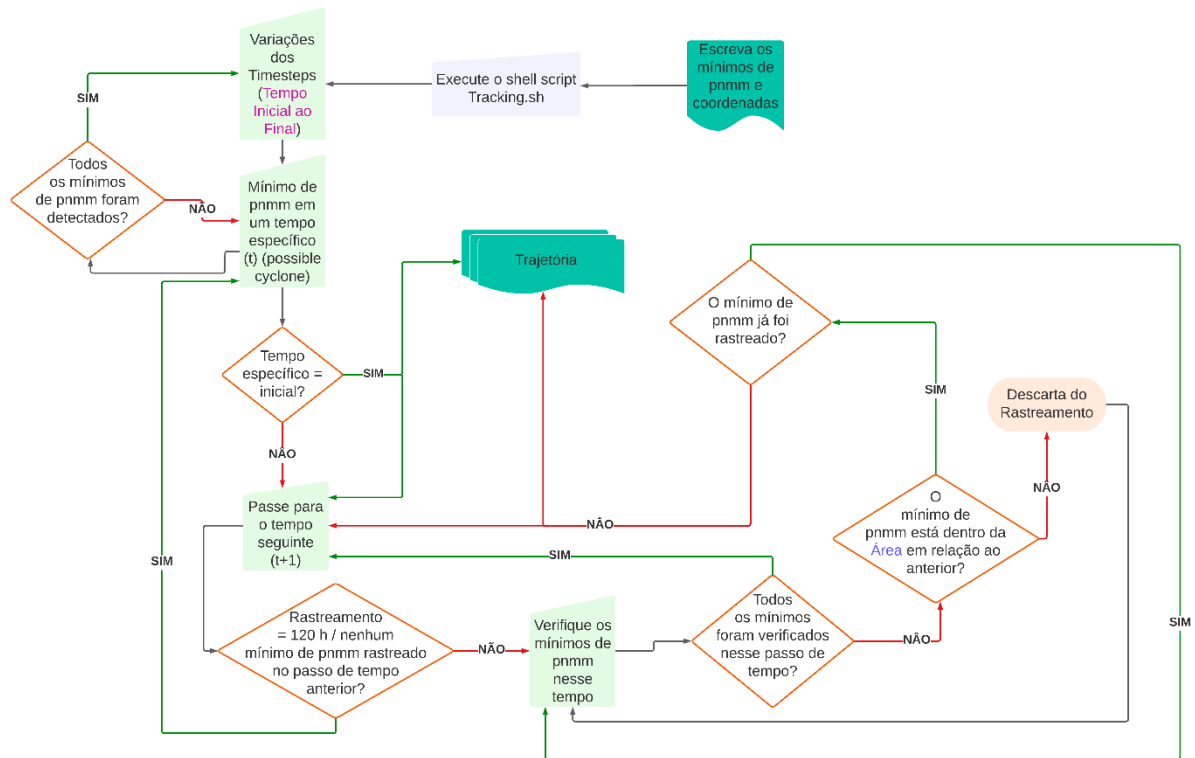 Variações
dos
Timesteps
(Tempo
Inicial ao
Final)
Execute o shell script
Tracking.sh
Escreva os
mínimos de
pnmm e
coordenadas
SIM
Todos
os mínimos
de pnmm foram
detectados?
NÃO
Mínimo de
pnmm em
um tempo
específico
(t) (possible
cyclone)
Trajetória
O mínimo de
pnmm já foi
rastreado?
Tempo
específico =
inicial?
SIM
SIM
Descarta do
Rastreamento
NÃO
NÃO
Passe para
o tempo
seguinte
(t+1)
NÃO
O
mínimo de
pnmm está dentro da
Área em relação ao
anterior?
SIM
SIM
Rastreamento
= 120 h / nenhum
mínimo de pnmm rastreado
no passo de tempo
anterior?
NÃO
Verifique os
mínimos de
pnmm
nesse
tempo
Todos
os mínimos
foram verificados
nesse passo de
tempo?
NÃO
SIM